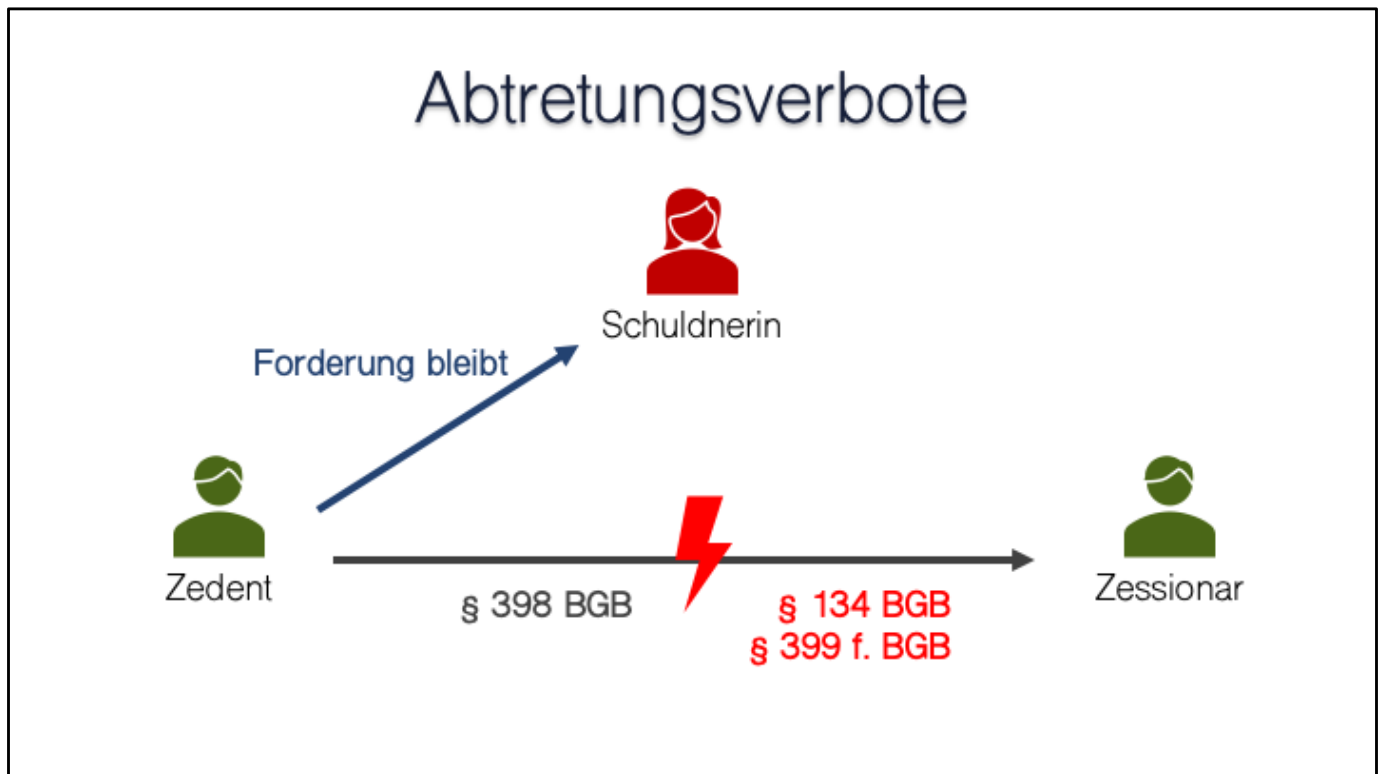 Abtretungsverbote
Schuldnerin
Forderung bleibt
Zedent
Zessionar
§ 398 BGB
§ 134 BGB
§ 399 f. BGB